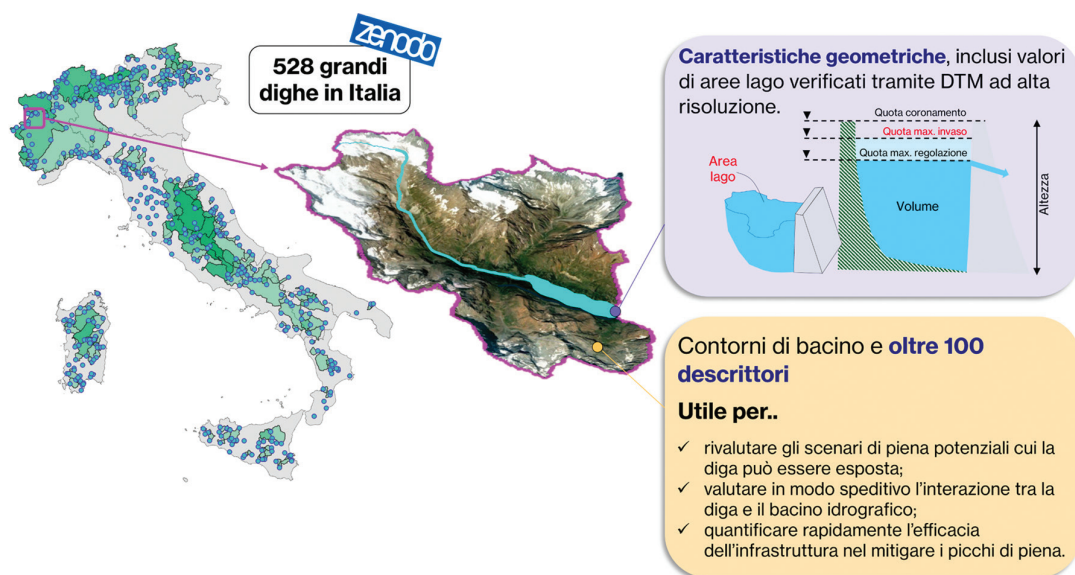 zenodo
528 grandi
dighe in Italia
Caratteristiche geometriche, inclusi valori
di aree lago verificati tramite DTM ad alta
risoluzione.
Quota coronamento
Quota max. invaso
Quota max. regolazione
Area
lago
Volume
Altezza
Contorni di bacino e oltre 100
descrittori
Utile per..
✓ rivalutare gli scenari di piena potenziali cui la
diga può essere esposta;
✓ valutare in modo speditivo l'interazione tra la
diga e il bacino idrografico;
✓ quantificare rapidamente l'efficacia
dell'infrastruttura nel mitigare i picchi di piena.